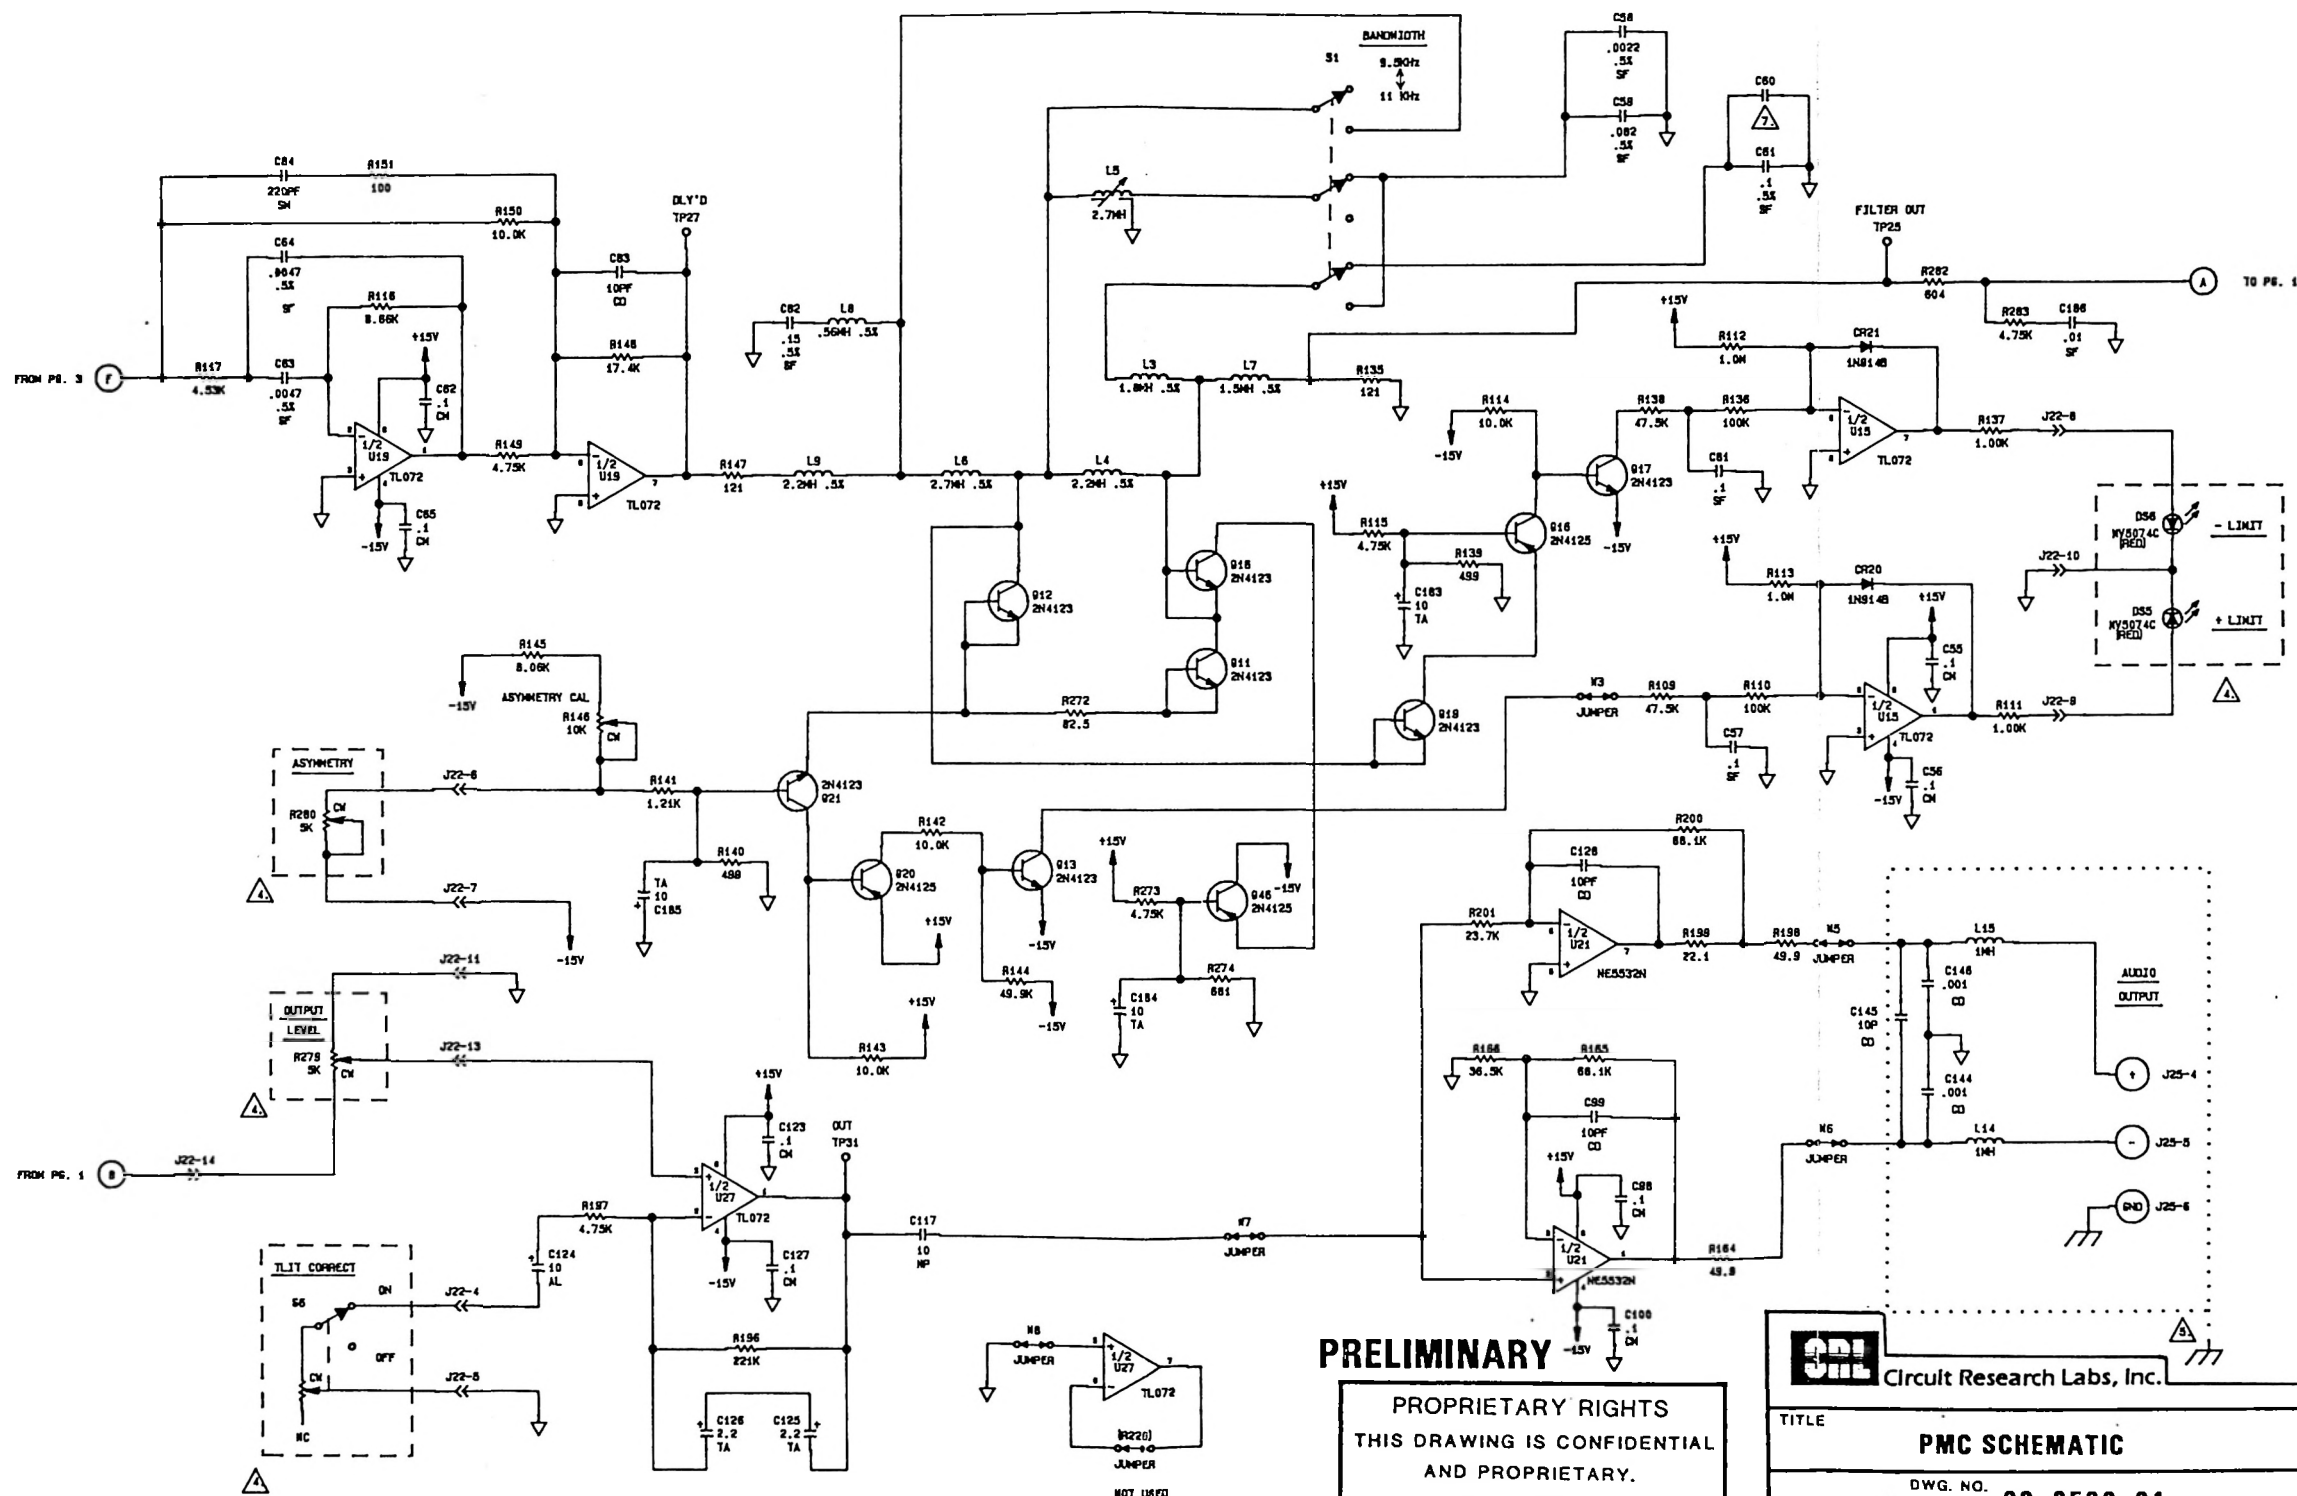 BANDWIDTH
S1
9.5KHz
11 KHz
C58
.0022
.5%
SF
C58
.082
.5%
SF
C60
7.
C61
.1
.5%
SF
C84
220PF
SM
R151
100
R150
10.0K
C64
.0047
.5%
SF
R116
8.66K
+15V
FROM PG. 3
F
R117
4.53K
C63
.0047
.5%
SF
C62
.1
CM
1/2
U19
TL072
C65
.1
CM
-15V
R149
4.75K
C83
10PF
CD
R148
17.4K
DLY'D
TP27
1/2
U19
TL072
R147
121
L9
2.2MH .5%
C82
.15
.5%
SF
L8
.56MH .5%
L6
2.7MH .5%
L4
2.2MH .5%
L5
2.7MH
L3
1.8MH .5%
L7
1.5MH .5%
R135
121
FILTER OUT
TP25
R282
604
A
TO PG. 1
R283
4.75K
C186
.01
SF
+15V
R112
1.0M
CR21
1N914B
R114
10.0K
-15V
Q17
2N4123
-15V
R138
47.5K
R136
100K
C81
.1
SF
1/2
U15
TL072
R137
1.00K
J22-8
+15V
R115
4.75K
Q16
2N4125
R139
499
C183
10
TA
Q12
2N4123
Q18
2N4123
Q11
2N4123
R272
82.5
Q19
2N4123
+15V
R113
1.0M
CR20
1N914B
+15V
C55
.1
CM
W3
JUMPER
R109
47.5K
R110
100K
C57
.1
SF
1/2
U15
TL072
-15V
C56
.1
CM
R111
1.00K
J22-9
J22-10
DS6
MV5074C
(RED)
- LIMIT
DS5
MV5074C
(RED)
+ LIMIT
4.
R145
8.06K
-15V
ASYMMETRY CAL
R146
10K
CW
ASYMMETRY
R280
5K
CW
4.
J22-6
J22-7
-15V
R141
1.21K
R140
499
TA
10
C185
2N4123
Q21
Q20
2N4125
+15V
R142
10.0K
Q13
2N4123
-15V
R144
49.9K
-15V
R143
10.0K
+15V
+15V
R273
4.75K
Q46
2N4125
-15V
C184
10
TA
R274
681
OUTPUT
LEVEL
R279
5K
CW
4.
J22-11
J22-13
FROM PG. 1
B
J22-14
+15V
C123
.1
CM
1/2
U27
TL072
-15V
C127
.1
CM
OUT
TP31
R197
4.75K
C124
10
AL
TLIT CORRECT
S6
ON
OFF
CW
NC
4.
J22-4
J22-5
R196
221K
C126
2.2
TA
C125
2.2
TA
C117
10
NP
W7
JUMPER
R201
23.7K
R200
68.1K
C128
10PF
CD
1/2
U21
NE5532N
R199
22.1
R198
49.9
W5
JUMPER
R166
36.5K
R165
68.1K
C99
10PF
CD
+15V
C98
.1
CM
1/2
U21
NE5532N
-15V
C100
.1
CM
R164
49.9
W6
JUMPER
C145
10P
CD
C146
.001
CD
C144
.001
CD
L15
1MH
L14
1MH
AUDIO
OUTPUT
+ J25-4
- J25-5
GND J25-6
5.
W8
JUMPER
1/2
U27
TL072
(R226)
JUMPER
NOT USED
PRELIMINARY
PROPRIETARY RIGHTS
THIS DRAWING IS CONFIDENTIAL
AND PROPRIETARY.
CRL
Circuit Research Labs, Inc.
TITLE
PMC SCHEMATIC
DWG. NO.